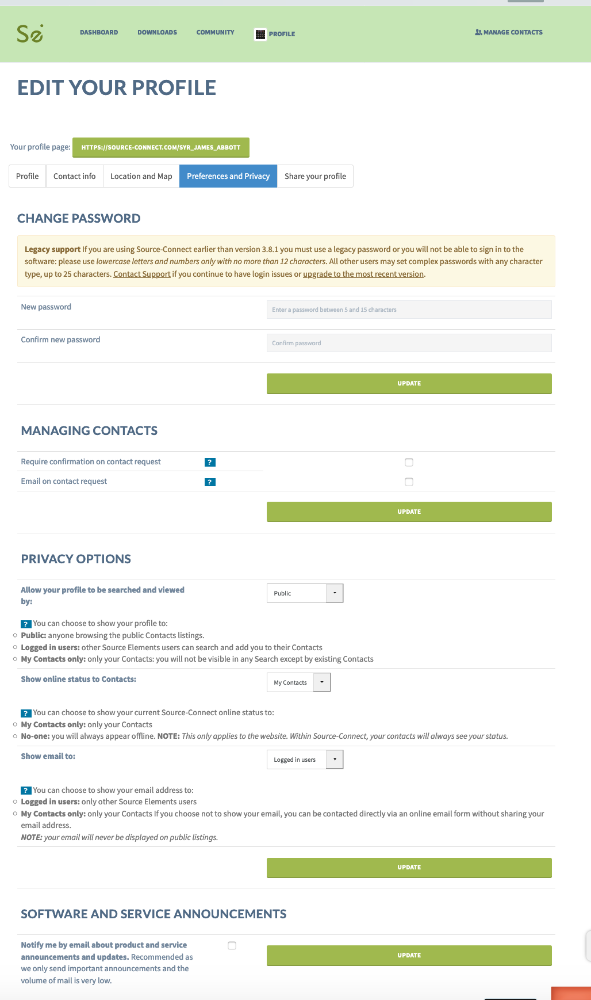 Se
DASHBOARD DOWNLOADS COMMUNITY PROFILE MANAGE CONTACTS
EDIT YOUR PROFILE
Your profile page: HTTPS://SOURCE-CONNECT.COM/SYR_JAMES_ABBOTT
Profile Contact info Location and Map Preferences and Privacy Share your profile
CHANGE PASSWORD
Legacy support If you are using Source-Connect earlier than version 3.8.1 you must use a legacy password or you will not be able to sign in to the
software: please use lowercase letters and numbers only with no more than 12 characters. All other users may set complex passwords with any character
type, up to 25 characters. Contact Support if you continue to have login issues or upgrade to the most recent version.
New password Enter a password between 5 and 15 characters
Confirm new password Confirm password
UPDATE
MANAGING CONTACTS
Require confirmation on contact request ?
Email on contact request ?
UPDATE
PRIVACY OPTIONS
Allow your profile to be searched and viewed Public
by:
? You can choose to show your profile to:
Public: anyone browsing the public Contacts listings.
Logged in users: other Source Elements users can search and add you to their Contacts
My Contacts only: only your Contacts: you will not be visible in any Search except by existing Contacts
Show online status to Contacts: My Contacts
? You can choose to show your current Source-Connect online status to:
My Contacts only: only your Contacts
No-one: you will always appear offline. NOTE: This only applies to the website. Within Source-Connect, your contacts will always see your status.
Show email to: Logged in users
? You can choose to show your email address to:
Logged in users: only other Source Elements users
My Contacts only: only your Contacts If you choose not to show your email, you can be contacted directly via an online email form without sharing your
email address.
NOTE: your email will never be displayed on public listings.
UPDATE
SOFTWARE AND SERVICE ANNOUNCEMENTS
Notify me by email about product and service
announcements and updates. Recommended as UPDATE
we only send important announcements and the
volume of mail is very low.